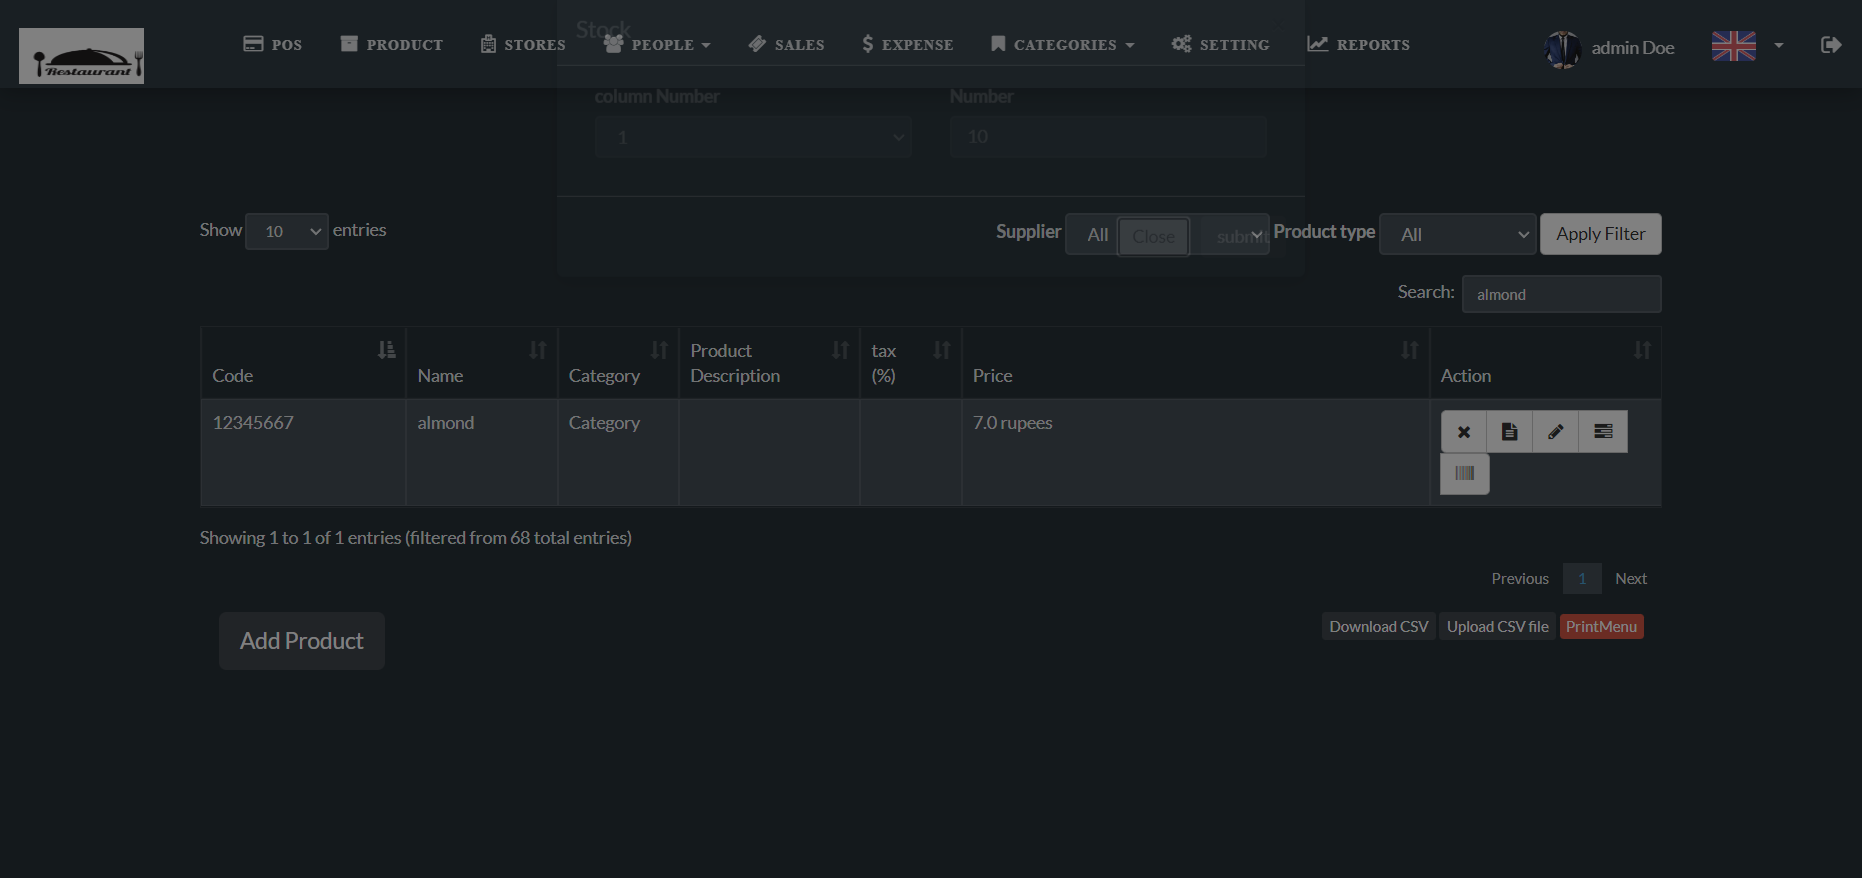 Restaurant
POS PRODUCT STORES PEOPLE SALES EXPENSE CATEGORIES SETTING REPORTS
admin Doe
Stock
column Number Number
1 10
Show 10 entries
Supplier All Product type All Apply Filter
Close submit
Search: almond
Code Name Category Product Description tax (%) Price Action
12345667 almond Category 7.0 rupees
Showing 1 to 1 of 1 entries (filtered from 68 total entries)
Previous 1 Next
Add Product
Download CSV Upload CSV file PrintMenu